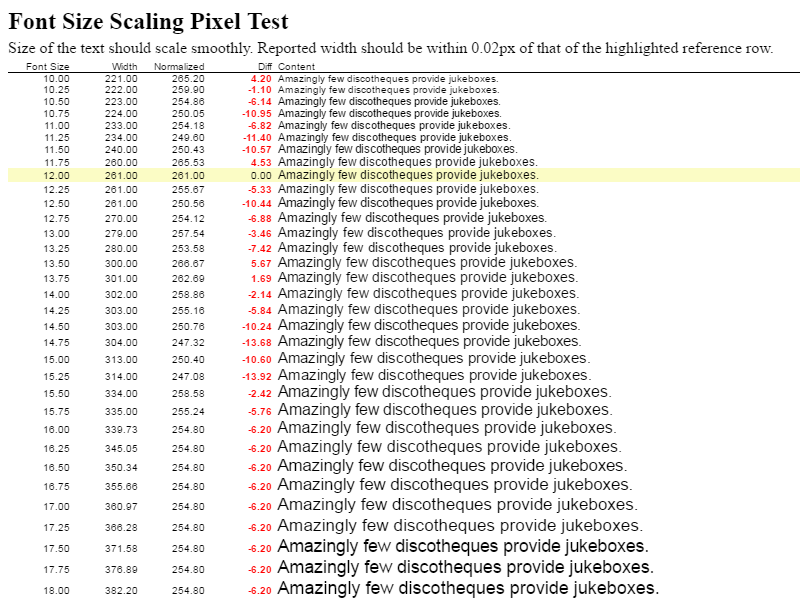 Font Size Scaling Pixel Test
Size of the text should scale smoothly. Reported width should be within 0.02px of that of the highlighted reference row.
Font Size Width Normalized Diff Content
10.00 221.00 265.20 4.20 Amazingly few discotheques provide jukeboxes.
10.25 222.00 259.90 -1.10 Amazingly few discotheques provide jukeboxes.
10.50 223.00 254.86 -6.14 Amazingly few discotheques provide jukeboxes.
10.75 224.00 250.05 -10.95 Amazingly few discotheques provide jukeboxes.
11.00 233.00 254.18 -6.82 Amazingly few discotheques provide jukeboxes.
11.25 234.00 249.60 -11.40 Amazingly few discotheques provide jukeboxes.
11.50 240.00 250.43 -10.57 Amazingly few discotheques provide jukeboxes.
11.75 260.00 265.53 4.53 Amazingly few discotheques provide jukeboxes.
12.00 261.00 261.00 0.00 Amazingly few discotheques provide jukeboxes.
12.25 261.00 255.67 -5.33 Amazingly few discotheques provide jukeboxes.
12.50 261.00 250.56 -10.44 Amazingly few discotheques provide jukeboxes.
12.75 270.00 254.12 -6.88 Amazingly few discotheques provide jukeboxes.
13.00 279.00 257.54 -3.46 Amazingly few discotheques provide jukeboxes.
13.25 280.00 253.58 -7.42 Amazingly few discotheques provide jukeboxes.
13.50 300.00 266.67 5.67 Amazingly few discotheques provide jukeboxes.
13.75 301.00 262.69 1.69 Amazingly few discotheques provide jukeboxes.
14.00 302.00 258.86 -2.14 Amazingly few discotheques provide jukeboxes.
14.25 303.00 255.16 -5.84 Amazingly few discotheques provide jukeboxes.
14.50 303.00 250.76 -10.24 Amazingly few discotheques provide jukeboxes.
14.75 304.00 247.32 -13.68 Amazingly few discotheques provide jukeboxes.
15.00 313.00 250.40 -10.60 Amazingly few discotheques provide jukeboxes.
15.25 314.00 247.08 -13.92 Amazingly few discotheques provide jukeboxes.
15.50 334.00 258.58 -2.42 Amazingly few discotheques provide jukeboxes.
15.75 335.00 255.24 -5.76 Amazingly few discotheques provide jukeboxes.
16.00 339.73 254.80 -6.20 Amazingly few discotheques provide jukeboxes.
16.25 345.05 254.80 -6.20 Amazingly few discotheques provide jukeboxes.
16.50 350.34 254.80 -6.20 Amazingly few discotheques provide jukeboxes.
16.75 355.66 254.80 -6.20 Amazingly few discotheques provide jukeboxes.
17.00 360.97 254.80 -6.20 Amazingly few discotheques provide jukeboxes.
17.25 366.28 254.80 -6.20 Amazingly few discotheques provide jukeboxes.
17.50 371.58 254.80 -6.20 Amazingly few discotheques provide jukeboxes.
17.75 376.89 254.80 -6.20 Amazingly few discotheques provide jukeboxes.
18.00 382.20 254.80 -6.20 Amazingly few discotheques provide jukeboxes.